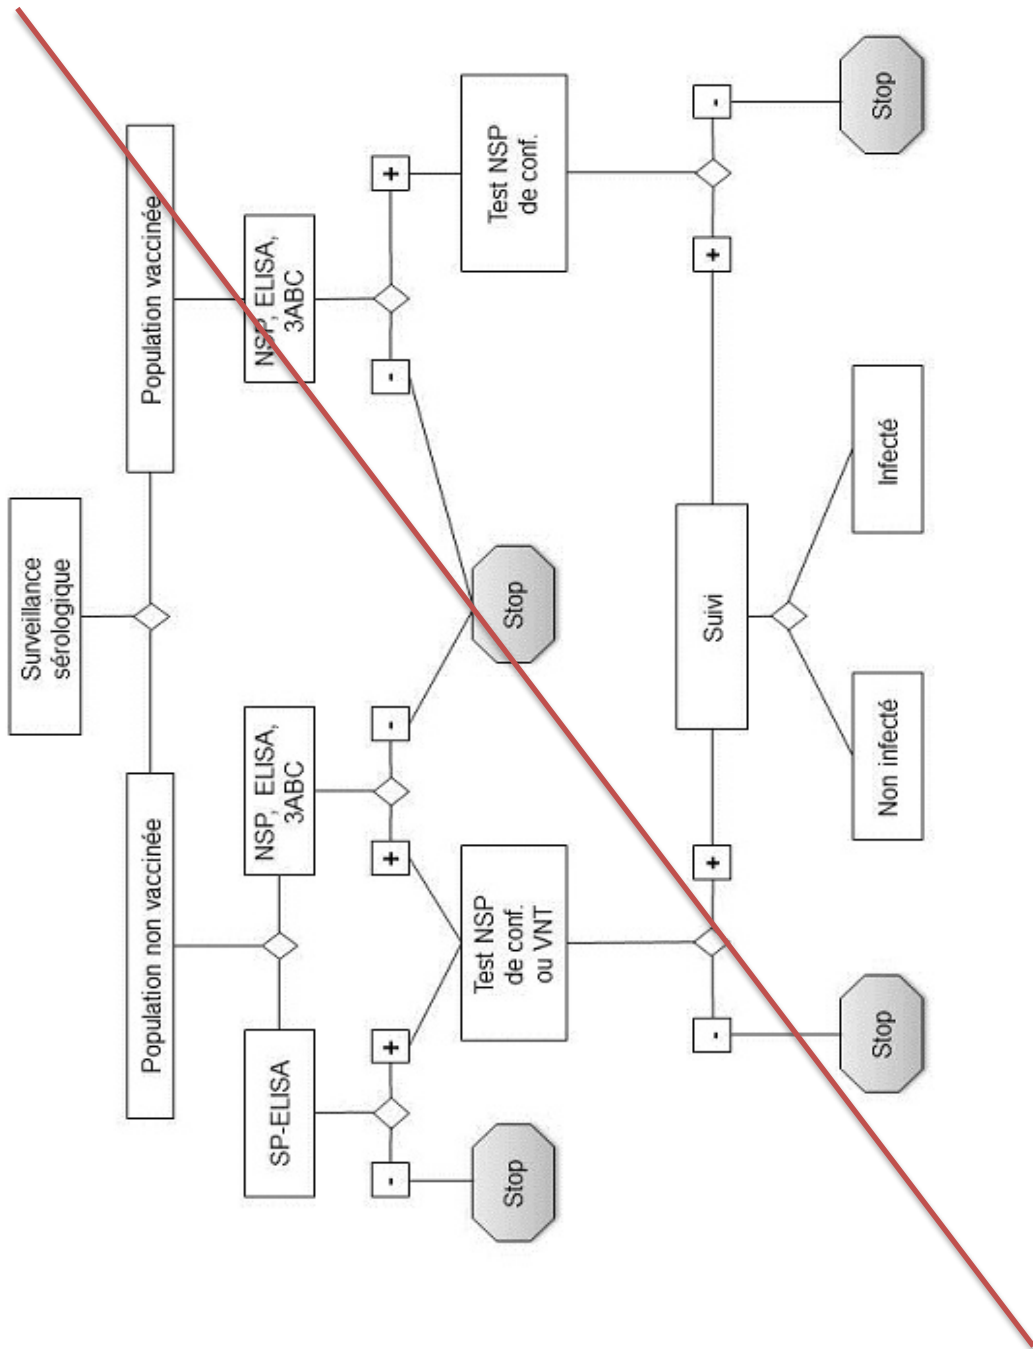 Surveillance
sérologique
Population non vaccinée
Population vaccinée
SP-ELISA
NSP, ELISA,
3ABC
NSP, ELISA,
3ABC
-
+
+
-
-
+
Stop
Test NSP
de conf.
ou VNT
Stop
Test NSP
de conf.
-
+
Suivi
+
-
Stop
Non infecté
Infecté
Stop